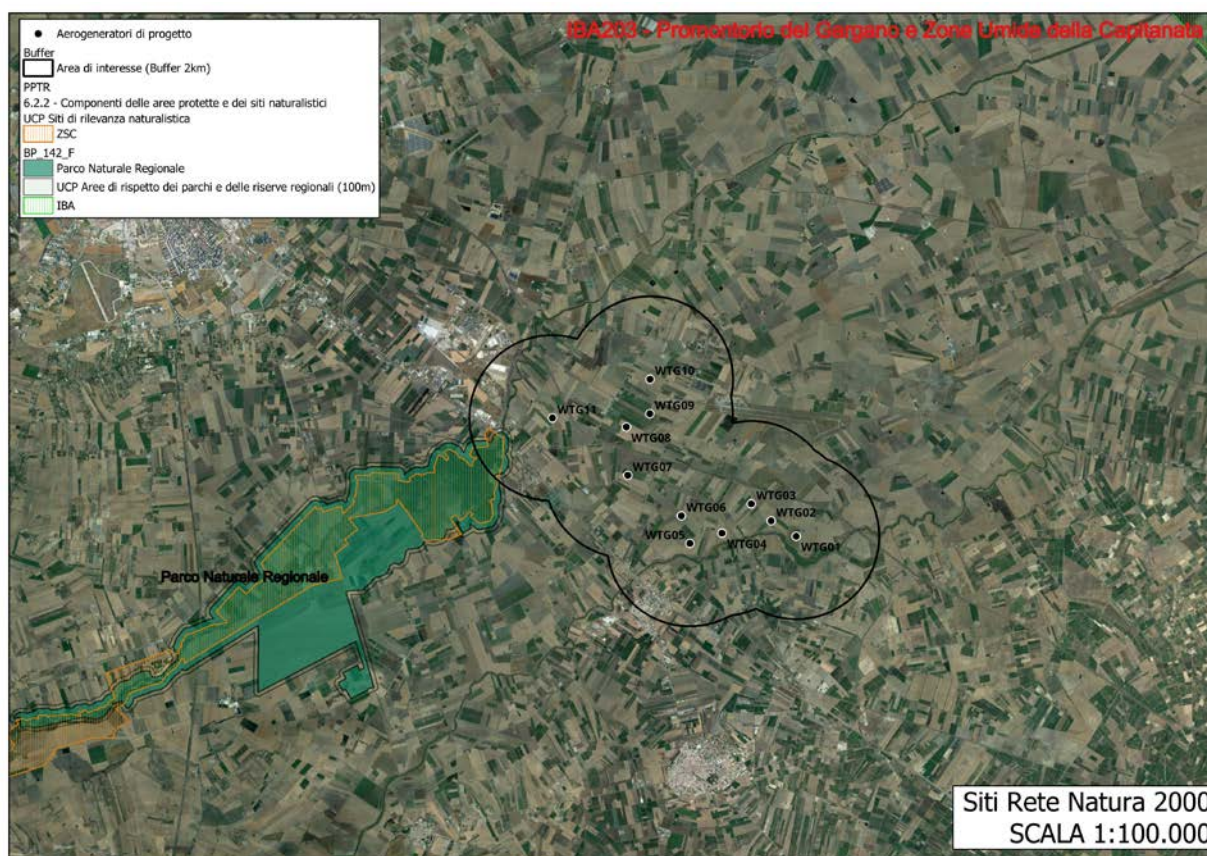 IBA203 - Promontorio del Gargano e Zone Umide della Capitanata
Aerogeneratori di progetto
Buffer
Area di interesse (Buffer 2km)
PPTR
6.2.2 - Componenti delle aree protette e dei siti naturalistici
UCP Siti di rilevanza naturalistica
ZSC
BP_142_F
Parco Naturale Regionale
UCP Aree di rispetto dei parchi e delle riserve regionali (100m)
IBA
WTG10
WTG11
WTG09
WTG08
WTG07
WTG03
WTG06
WTG02
WTG05
WTG04
WTG01
Parco Naturale Regionale
Siti Rete Natura 2000
SCALA 1:100.000